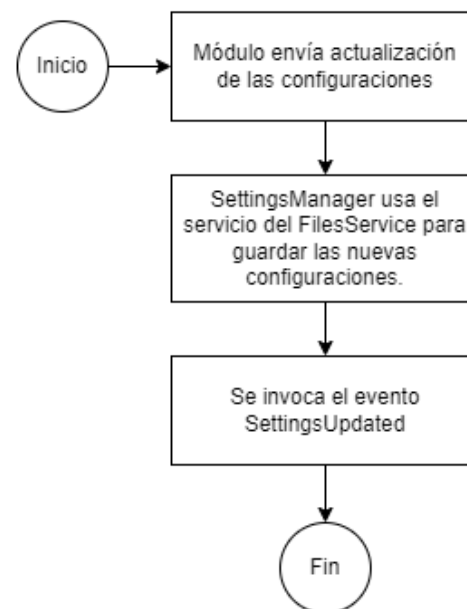 Inicio
Módulo envía actualización
de las configuraciones
SettingsManager usa el
servicio del FilesService para
guardar las nuevas
configuraciones.
Se invoca el evento
SettingsUpdated
Fin